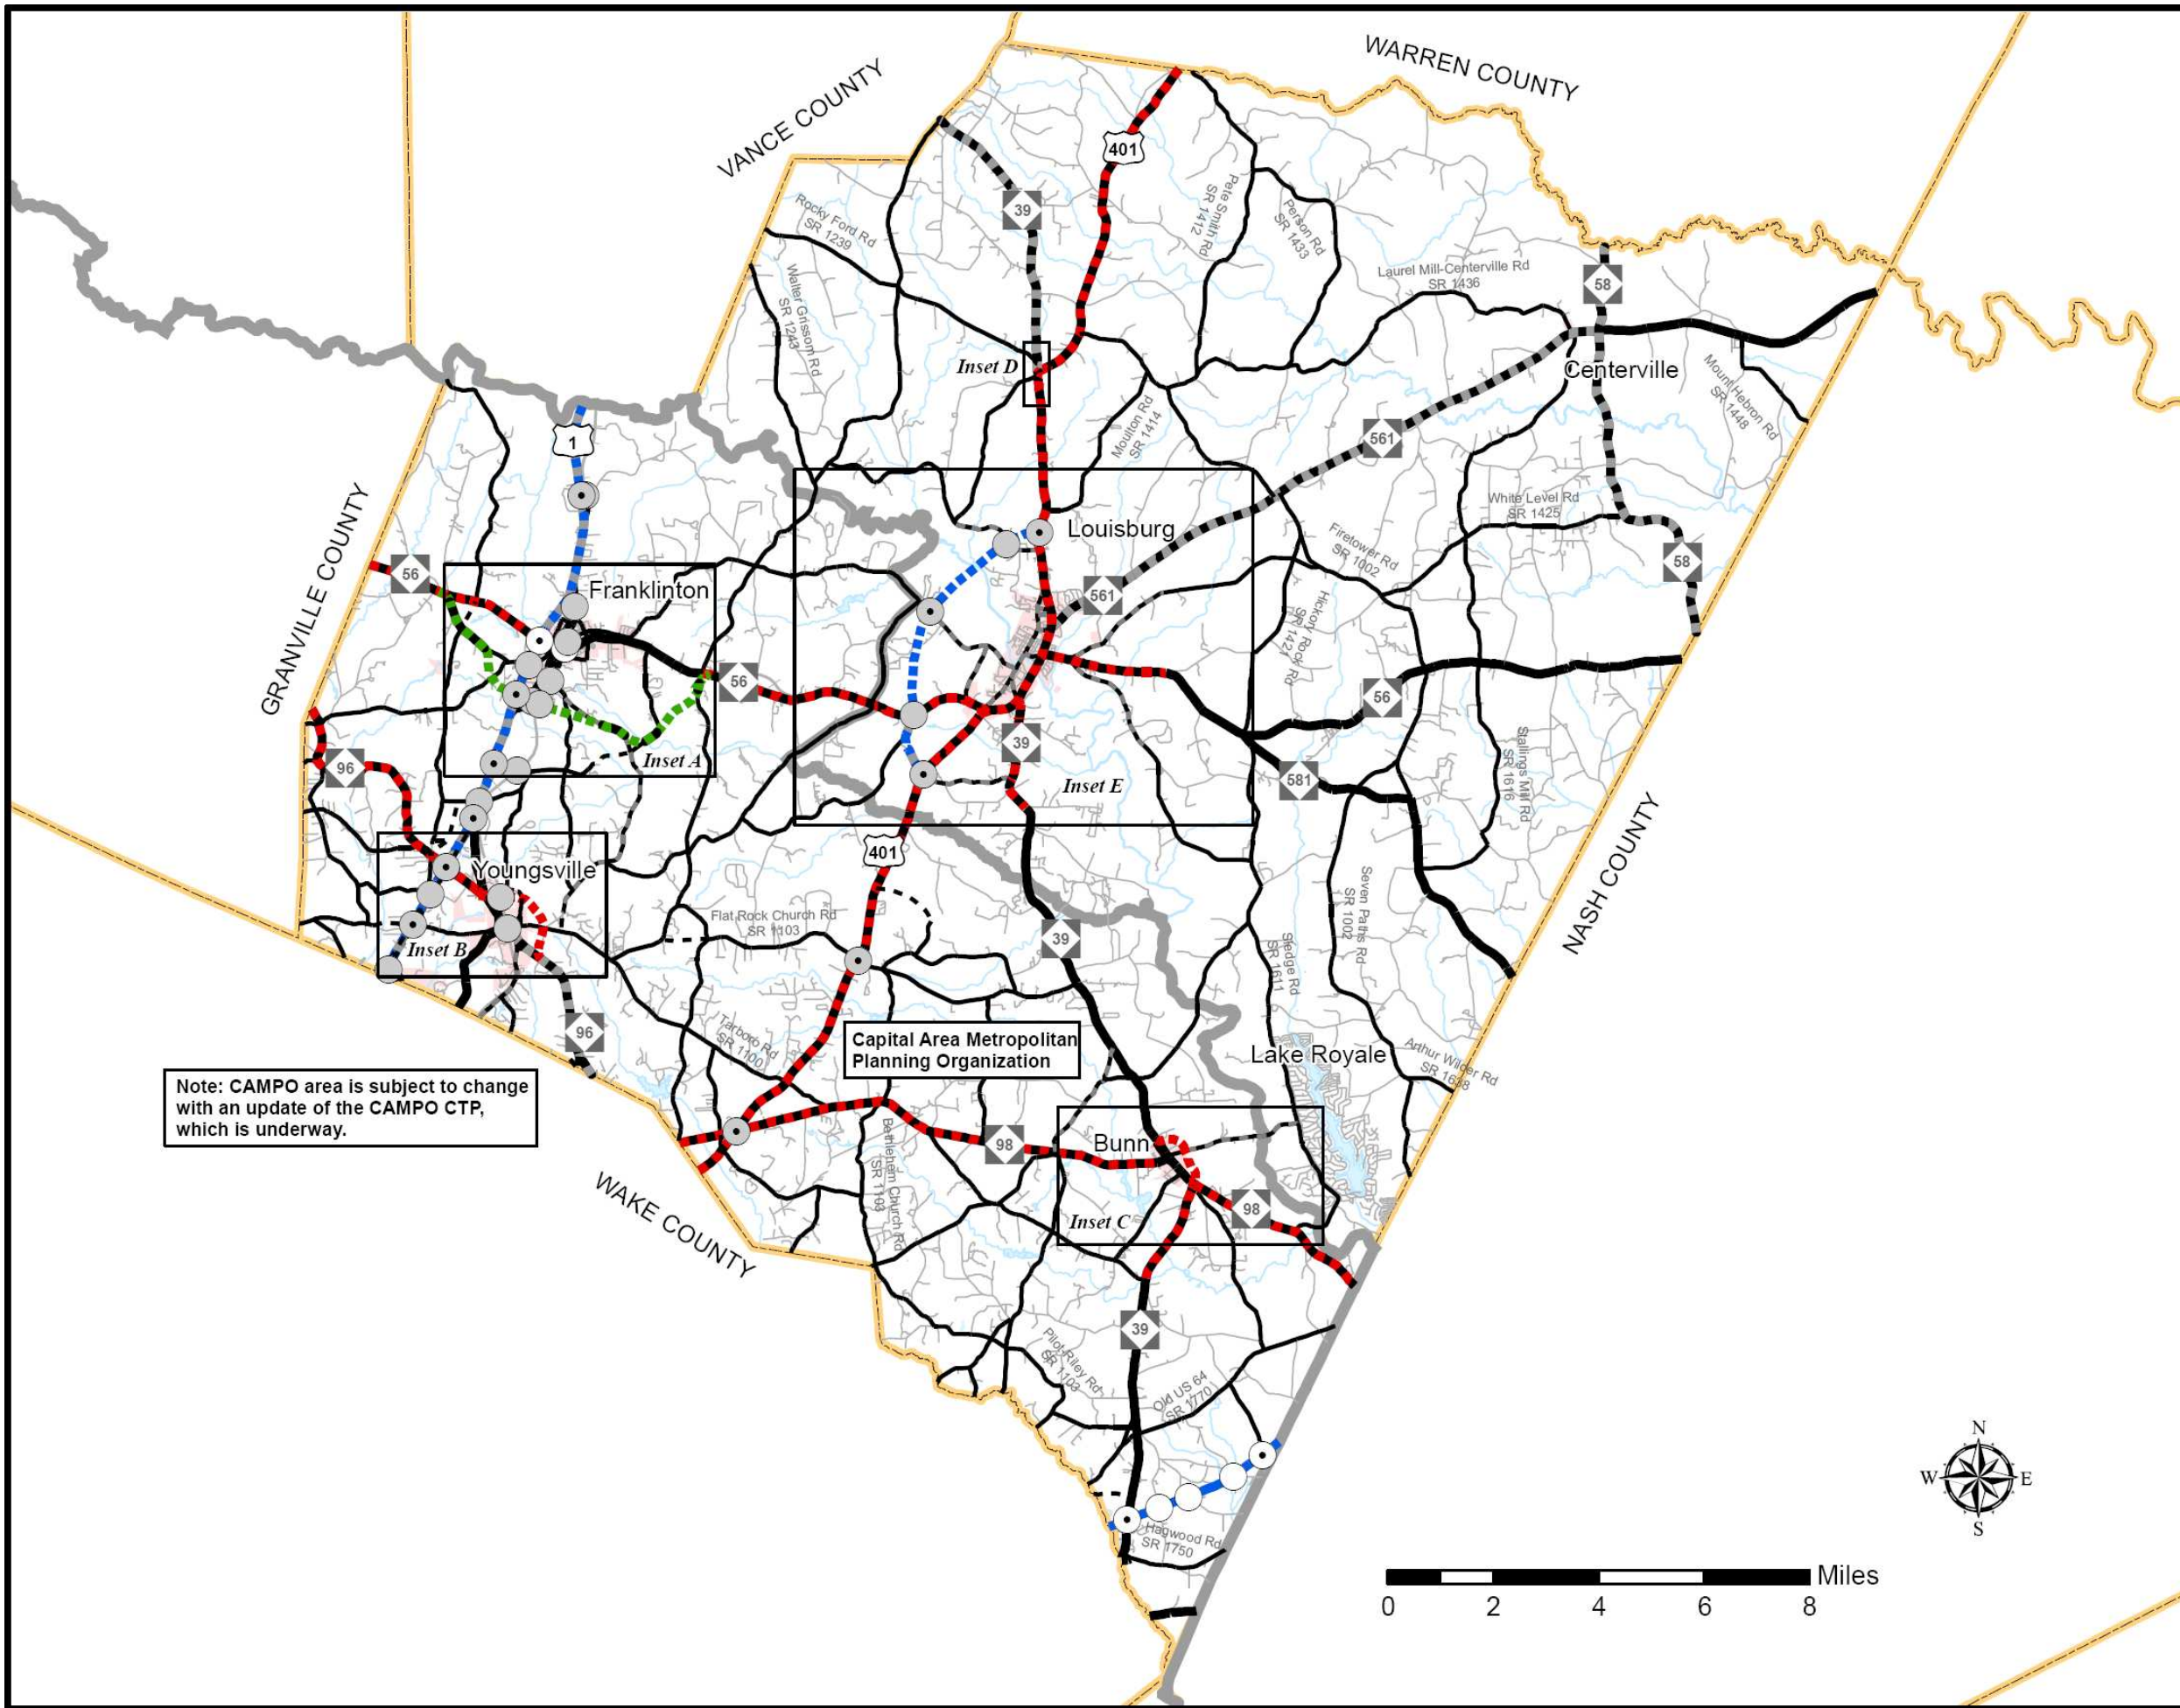 WARREN COUNTY
VANCE COUNTY
401
39
Rocky Ford Rd
SR 1239
Pete Smith Rd
SR 1412
Person Rd
SR 1433
Walter Grissom Rd
SR 1243
Laurel Mill-Centerville Rd
SR 1436
58
Inset D
Centerville
Mount Hebron Rd
SR 1448
Moulton Rd
SR 1414
1
561
White Level Rd
SR 1425
Louisburg
Firetower Rd
SR 1002
GRANVILLE COUNTY
56
Franklinton
561
58
Hickory Rock Rd
SR 1421
56
56
39
96
Inset A
Inset E
581
Stallings Mill Rd
SR 1616
401
Youngsville
NASH COUNTY
Flat Rock Church Rd
SR 1103
Seven Paths Rd
SR 1002
39
Inset B
Sledge Rd
SR 1611
96
Tarboro Rd
SR 1100
Capital Area Metropolitan
Planning Organization
Lake Royale
Arthur Wilder Rd
SR 1638
Note: CAMPO area is subject to change
with an update of the CAMPO CTP,
which is underway.
98
Bunn
Bethlehem Church Rd
SR 1103
WAKE COUNTY
Inset C
98
39
Pilot-Riley Rd
SR 1103
Old US 64
SR 1770
N
W
E
S
Hagwood Rd
SR 1750
Miles
0 2 4 6 8